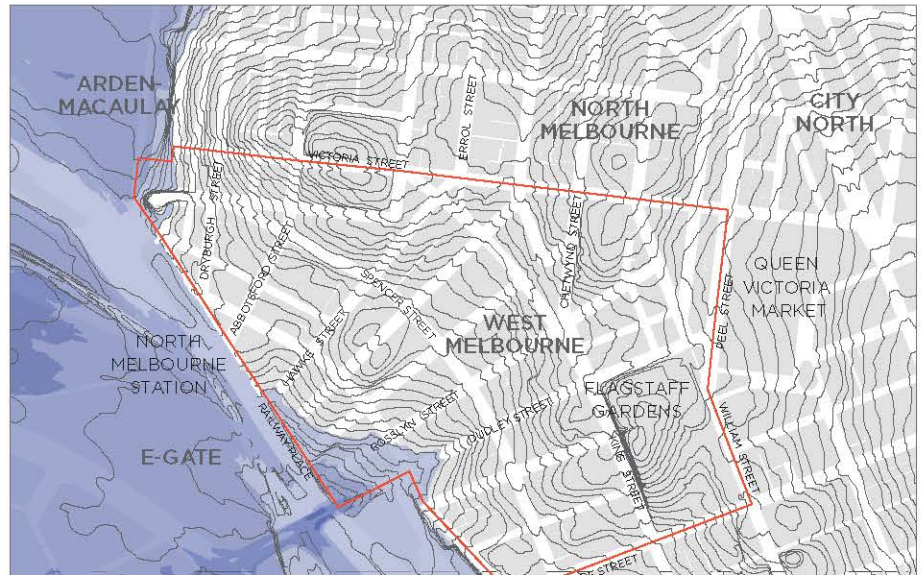 ARDEN-
MACAULAY
NORTH
MELBOURNE
CITY
NORTH
ERROL STREET
VICTORIA STREET
DRYBURGH STREET
ABBOTSFORD STREET
SPENCER STREET
CHETWYND STREET
PEEL STREET
QUEEN
VICTORIA
MARKET
HAWKE STREET
WEST
MELBOURNE
NORTH
MELBOURNE
STATION
FLAGSTAFF
GARDENS
ROSSLYN STREET
DUDLEY STREET
KING STREET
WILLIAM STREET
RAILWAY PLACE
E-GATE
STREET